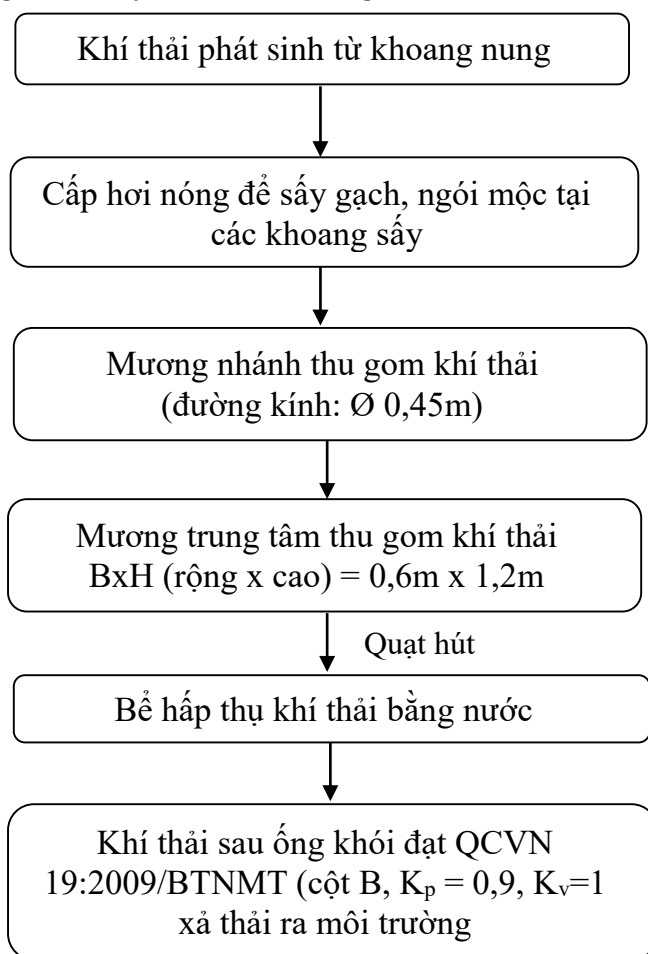 Khí thải phát sinh từ khoang nung
Cấp hơi nóng để sấy gạch, ngói mộc tại
các khoang sấy
Mương nhánh thu gom khí thải
(đường kính: Ø 0,45m)
Mương trung tâm thu gom khí thải
BxH (rộng x cao) = 0,6m x 1,2m
Quạt hút
Bể hấp thụ khí thải bằng nước
Khí thải sau ống khói đạt QCVN
19:2009/BTNMT (cột B, Kp = 0,9, Kv=1
xả thải ra môi trường